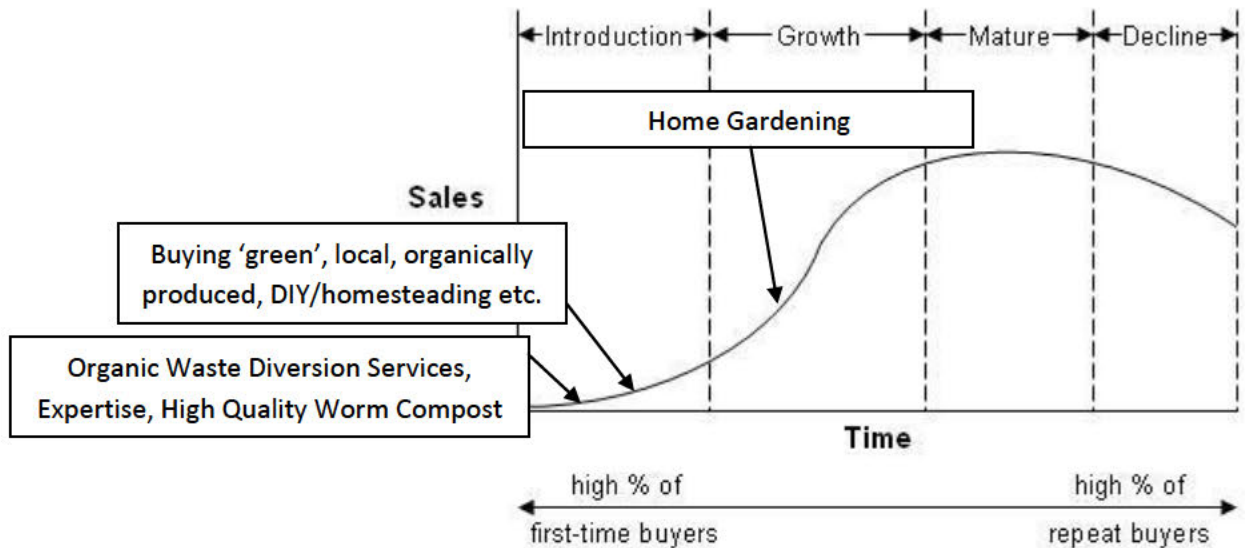 Introduction Growth Mature Decline
Home Gardening
Sales
Buying ‘green’, local, organically
produced, DIY/homesteading etc.
Organic Waste Diversion Services,
Expertise, High Quality Worm Compost
Time
high % of
first-time buyers
high % of
repeat buyers